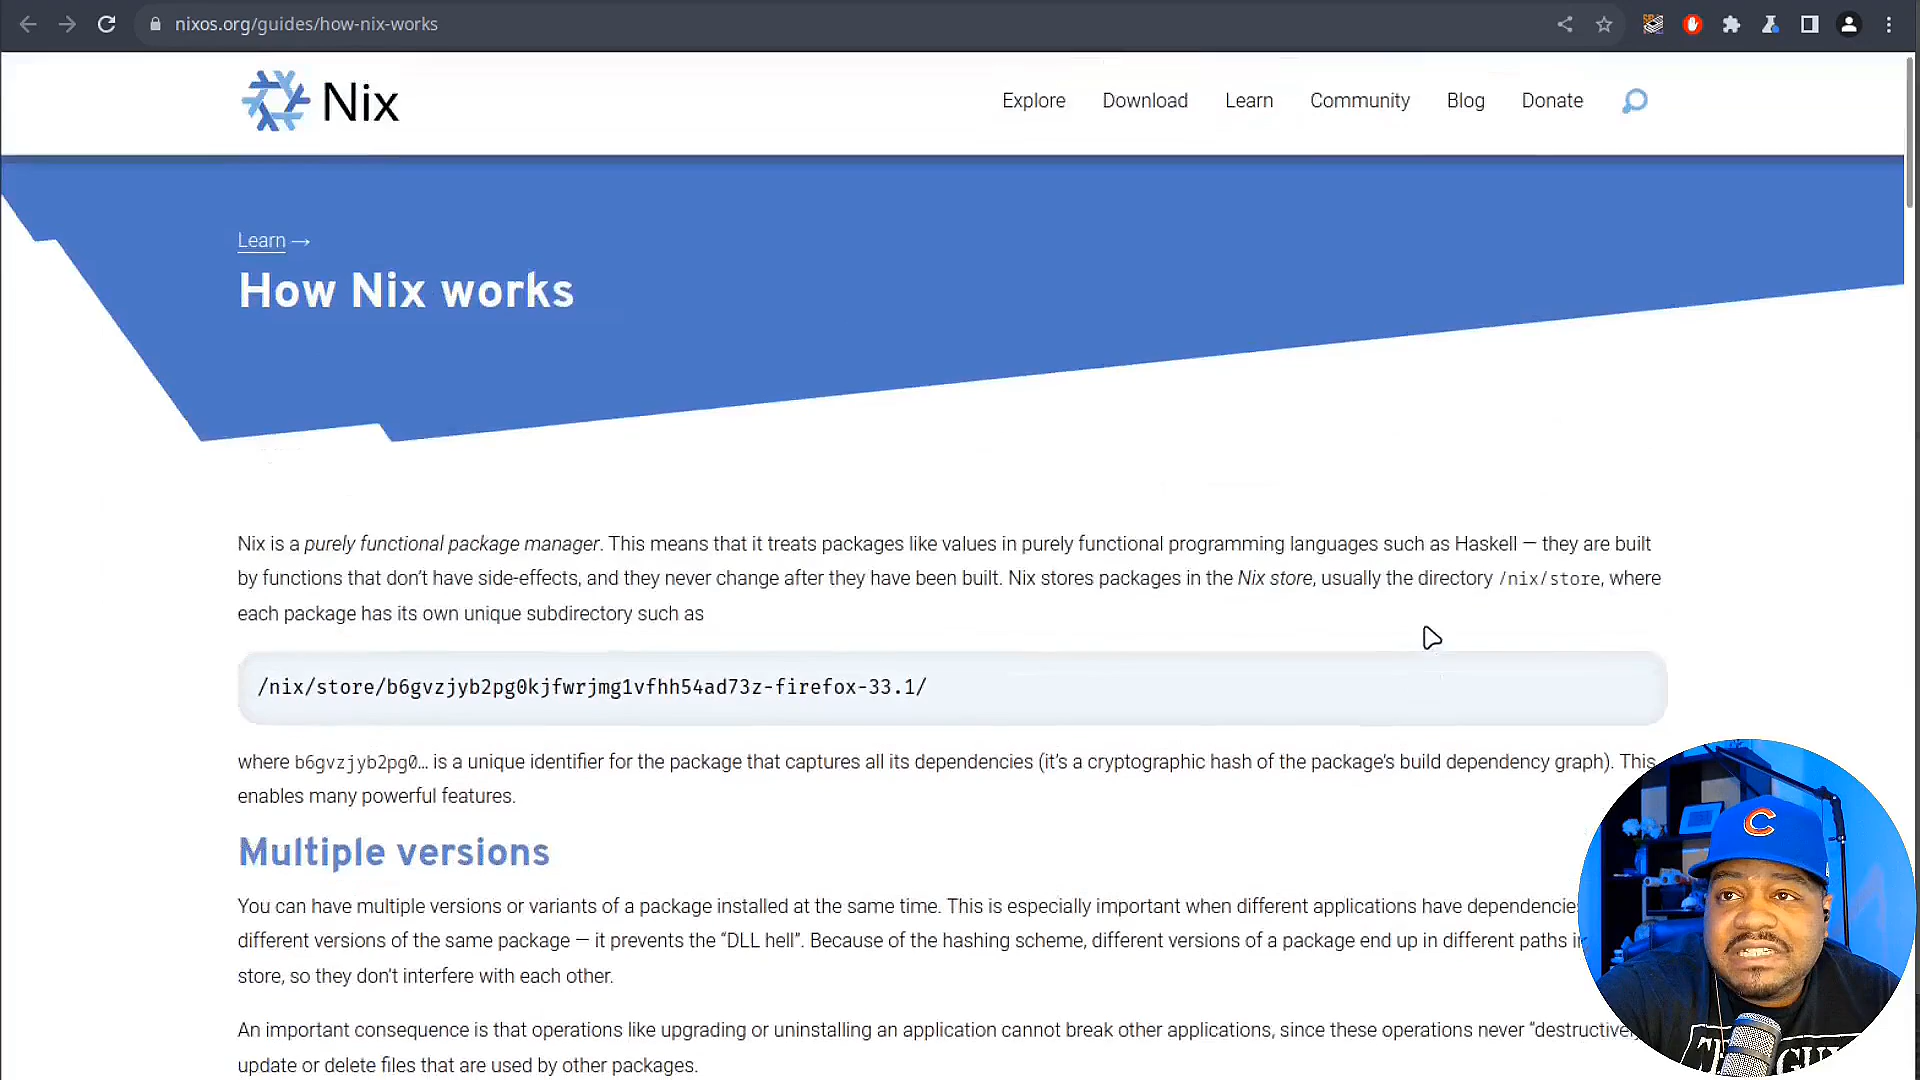 nixos.org/guides/how-nix-works
Nix
Explore
Download
Learn
Community
Blog
Donate
Learn →
How Nix works
Nix is a purely functional package manager. This means that it treats packages like values in purely functional programming languages such as Haskell — they are built
by functions that don’t have side-effects, and they never change after they have been built. Nix stores packages in the Nix store, usually the directory /nix/store, where
each package has its own unique subdirectory such as
/nix/store/b6gvzjyb2pg0kjfwrjmg1vfhh54ad73z-firefox-33.1/
where b6gvzjyb2pg0… is a unique identifier for the package that captures all its dependencies (it’s a cryptographic hash of the package’s build dependency graph). This
enables many powerful features.
Multiple versions
You can have multiple versions or variants of a package installed at the same time. This is especially important when different applications have
different versions of the same package — it prevents the “DLL hell”. Because of the hashing scheme, different versions of a package end up in different paths
store, so they don’t interfere with each other.
An important consequence is that operations like upgrading or uninstalling an application cannot break other applications, since these operations never
update or delete files that are used by other packages.
C